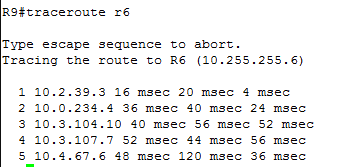 R9#traceroute r6
Type escape sequence to abort.
Tracing the route to R6 (10.255.255.6)
1 10.2.39.3 16 msec 20 msec 4 msec
2 10.0.234.4 36 msec 40 msec 24 msec
3 10.3.104.10 40 msec 56 msec 52 msec
4 10.3.107.7 52 msec 44 msec 56 msec
5 10.4.67.6 48 msec 120 msec 36 msec